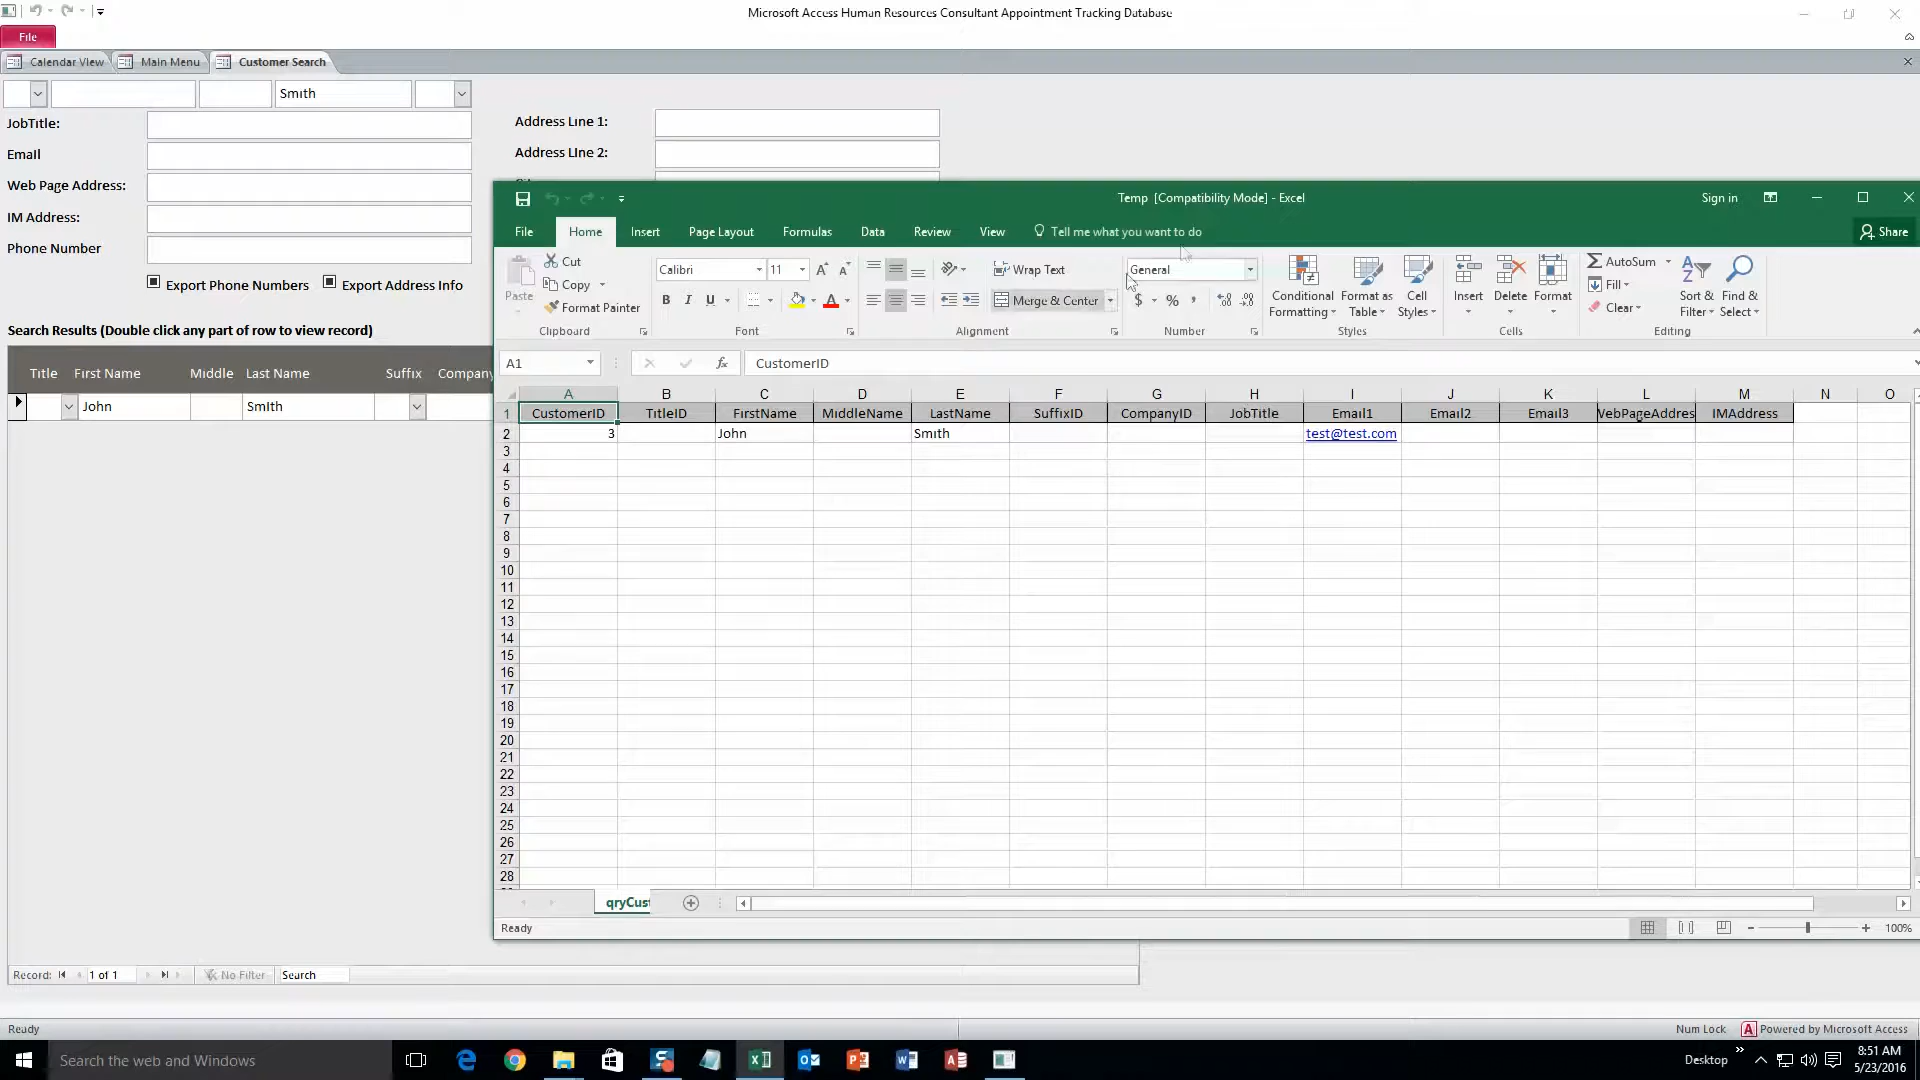 Microsoft Access Human Resources Consultant Appointment Tracking Database
File
Calendar View Main Menu Customer Search
Smith
JobTitle:
Email
Web Page Address:
IM Address:
Phone Number
Export Phone Numbers Export Address Info
Address Line 1:
Address Line 2:
Search Results (Double click any part of row to view record)
Title First Name Middle Last Name Suffix Company
John Smith
Temp [Compatibility Mode] - Excel
Sign in
File Home Insert Page Layout Formulas Data Review View Tell me what you want to do Share
Paste
Cut
Copy
Format Painter
Clipboard
Calibri 11
B I U
Font
Wrap Text
Merge & Center
Alignment
General
$ % ,
Number
Conditional Formatting
Format as Table
Cell Styles
Styles
Insert Delete Format
Cells
AutoSum
Fill
Clear
Sort & Filter
Find & Select
Editing
A1 fx CustomerID
A B C D E F G H I J K L M N O
1 CustomerID TitleID FirstName MiddleName LastName SuffixID CompanyID JobTitle Email1 Email2 Email3 VebPageAddres IMAddress
2 3 John Smith test@test.com
3
4
5
6
7
8
9
10
11
12
13
14
15
16
17
18
19
20
21
22
23
24
25
26
27
28
qryCust
Ready 100%
Record: 1 of 1 No Filter Search
Ready Num Lock Powered by Microsoft Access
Search the web and Windows
Desktop
8:51 AM
5/23/2016